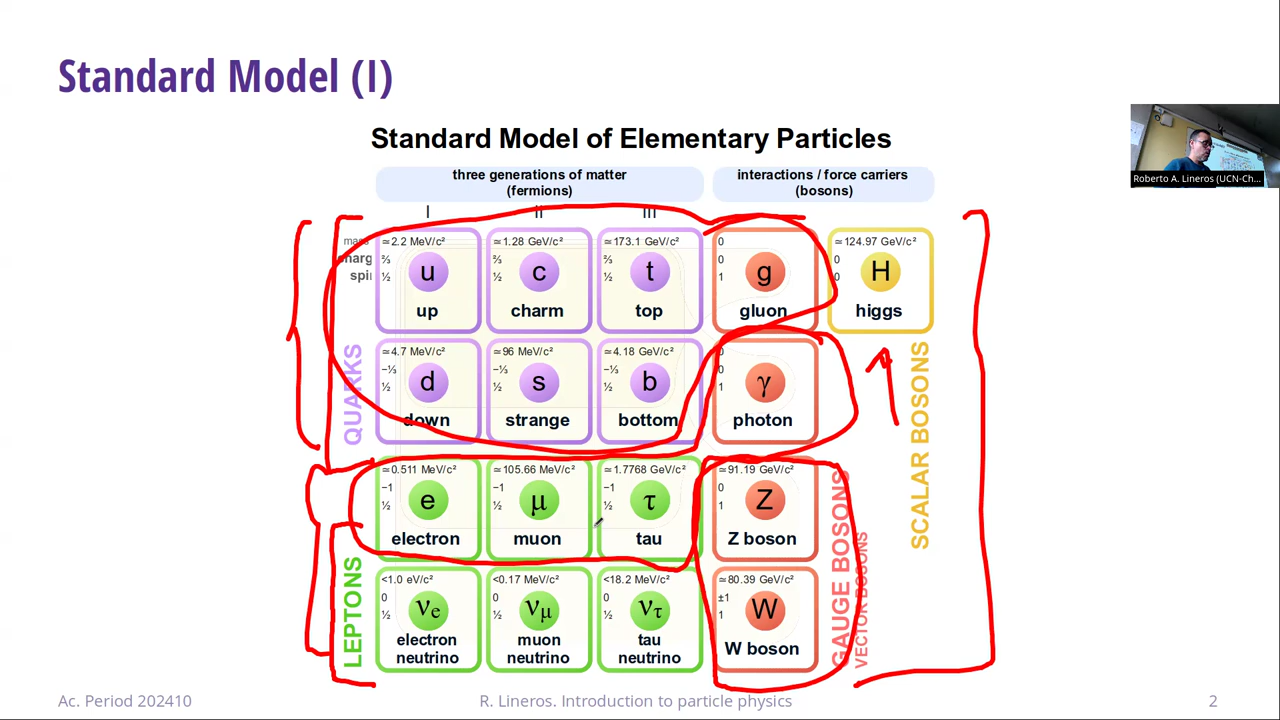 Standard Model (I)
Roberto A. Lineros (UCN-Ch...
Standard Model of Elementary Particles
three generations of matter
(fermions)
interactions / force carriers
(bosons)
I II III
≃2.2 MeV/c² ≃1.28 GeV/c² ≃173.1 GeV/c² 0 ≃124.97 GeV/c²
⅔ ⅔ ⅔ 0 0
½ ½ ½ 1 0
u c t g H
up charm top gluon higgs
QUARKS
≃4.7 MeV/c² ≃96 MeV/c² ≃4.18 GeV/c² 0
−⅓ −⅓ −⅓ 0
½ ½ ½ 1
d s b γ
down strange bottom photon
SCALAR BOSONS
≃0.511 MeV/c² ≃105.66 MeV/c² ≃1.7768 GeV/c² ≃91.19 GeV/c²
−1 −1 −1 0
½ ½ ½ 1
e μ τ Z
electron muon tau Z boson
LEPTONS
<1.0 eV/c² <0.17 MeV/c² <18.2 MeV/c² ≃80.39 GeV/c²
0 0 0 ±1
½ ½ ½ 1
νe νμ ντ W
electron neutrino muon neutrino tau neutrino W boson
GAUGE BOSONS
VECTOR BOSONS
Ac. Period 202410
R. Lineros. Introduction to particle physics
2